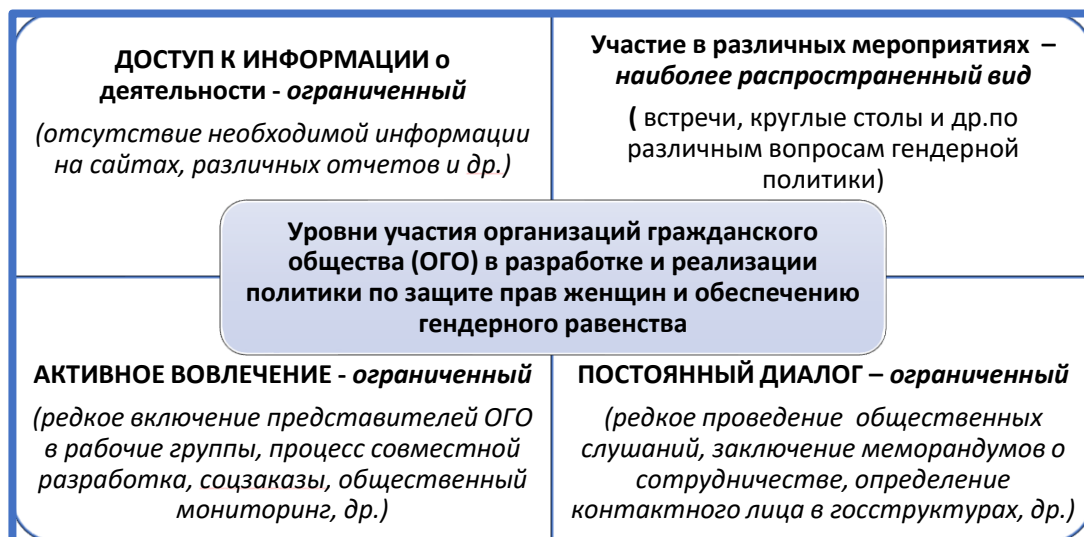 ДОСТУП К ИНФОРМАЦИИ о
деятельности - ограниченный
(отсутствие необходимой информации
на сайтах, различных отчетов и др.)
Участие в различных мероприятиях –
наиболее распространенный вид
( встречи, круглые столы и др.по
различным вопросам гендерной
политики)
Уровни участия организаций гражданского
общества (ОГО) в разработке и реализации
политики по защите прав женщин и обеспечению
гендерного равенства
АКТИВНОЕ ВОВЛЕЧЕНИЕ - ограниченный
(редкое включение представителей ОГО
в рабочие группы, процесс совместной
разработка, соцзаказы, общественный
мониторинг, др.)
ПОСТОЯННЫЙ ДИАЛОГ – ограниченный
(редкое проведение общественных
слушаний, заключение меморандумов о
сотрудничестве, определение
контактного лица в госструктурах, др.)